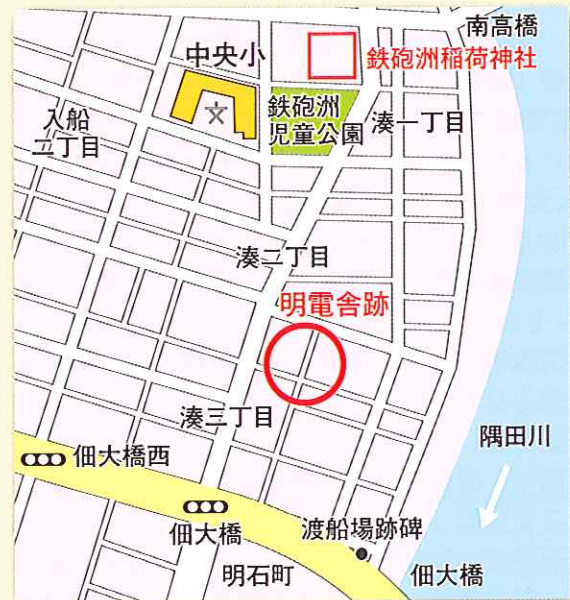 南高橋
中央小
鉄砲洲稲荷神社
文
鉄砲洲
児童公園
湊一丁目
入船
二丁目
湊二丁目
明電舎跡
湊三丁目
隅田川
佃大橋西
佃大橋
渡船場跡碑
明石町
佃大橋